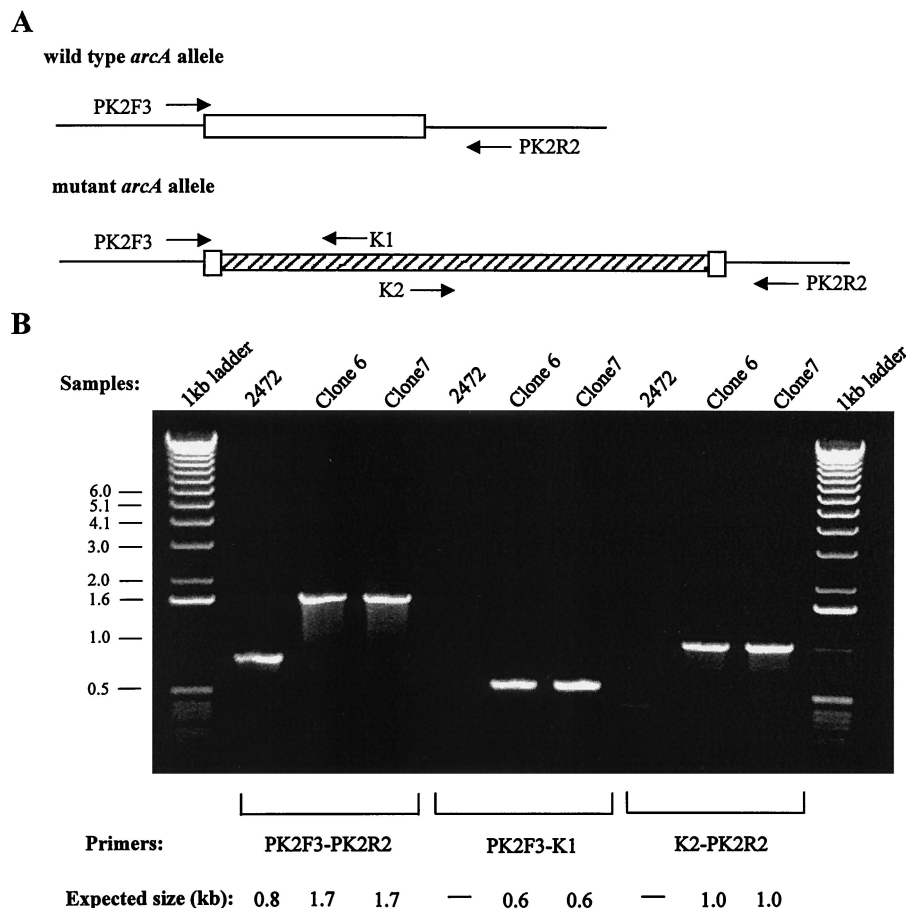 A
wild type arcA allele
PK2F3
PK2R2
mutant arcA allele
PK2F3
K1
K2
PK2R2
B
Samples:
1kb ladder
2472
Clone 6
Clone7
2472
Clone 6
Clone7
2472
Clone 6
Clone7
1kb ladder
6.0 —
5.1 —
4.1 —
3.0 —
2.0 —
1.6 —
1.0 —
0.5 —
Primers: PK2F3-PK2R2 PK2F3-K1 K2-PK2R2
Expected size (kb): 0.8 1.7 1.7 — 0.6 0.6 — 1.0 1.0